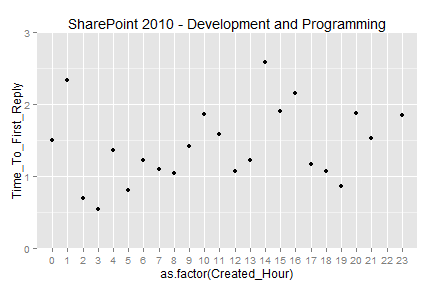 SharePoint 2010 - Development and Programming
Time_To_First_Reply
3
2
1
0
0 1 2 3 4 5 6 7 8 9 10 11 12 13 14 15 16 17 18 19 20 21 22 23
as.factor(Created_Hour)